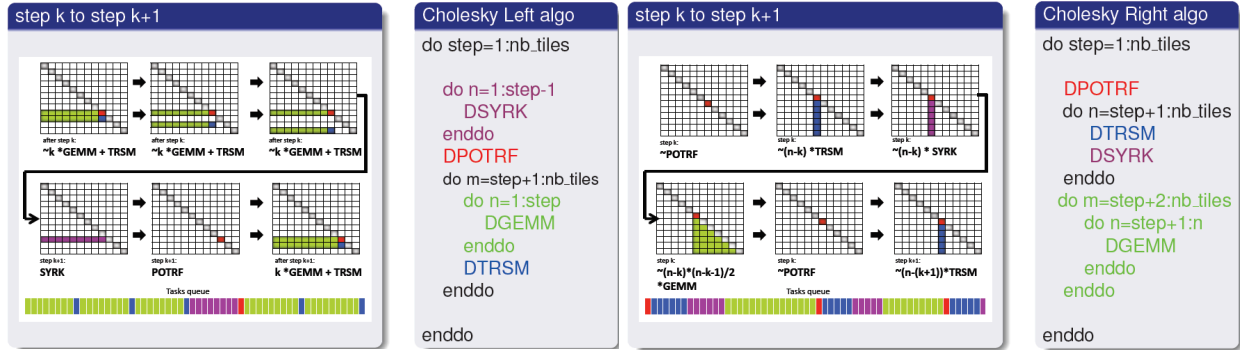 step k to step k+1
after step k:
~k *GEMM + TRSM
after step k:
~k *GEMM + TRSM
after step k:
~k *GEMM + TRSM
step k+1:
SYRK
step k+1:
POTRF
after step k+1:
k *GEMM + TRSM
Tasks queue
Cholesky Left algo
do step=1:nb_tiles
do n=1:step-1
DSYRK
enddo
DPOTRF
do m=step+1:nb_tiles
do n=1:step
DGEMM
enddo
DTRSM
enddo
enddo
step k to step k+1
step k:
~POTRF
step k:
~(n-k) *TRSM
step k:
~(n-k) * SYRK
step k:
~(n-k)*(n-k-1)/2
*GEMM
step k+1:
~POTRF
step k+1:
~(n-(k+1))*TRSM
Tasks queue
Cholesky Right algo
do step=1:nb_tiles
DPOTRF
do n=step+1:nb_tiles
DTRSM
DSYRK
enddo
do m=step+2:nb_tiles
do n=step+1:n
DGEMM
enddo
enddo
enddo